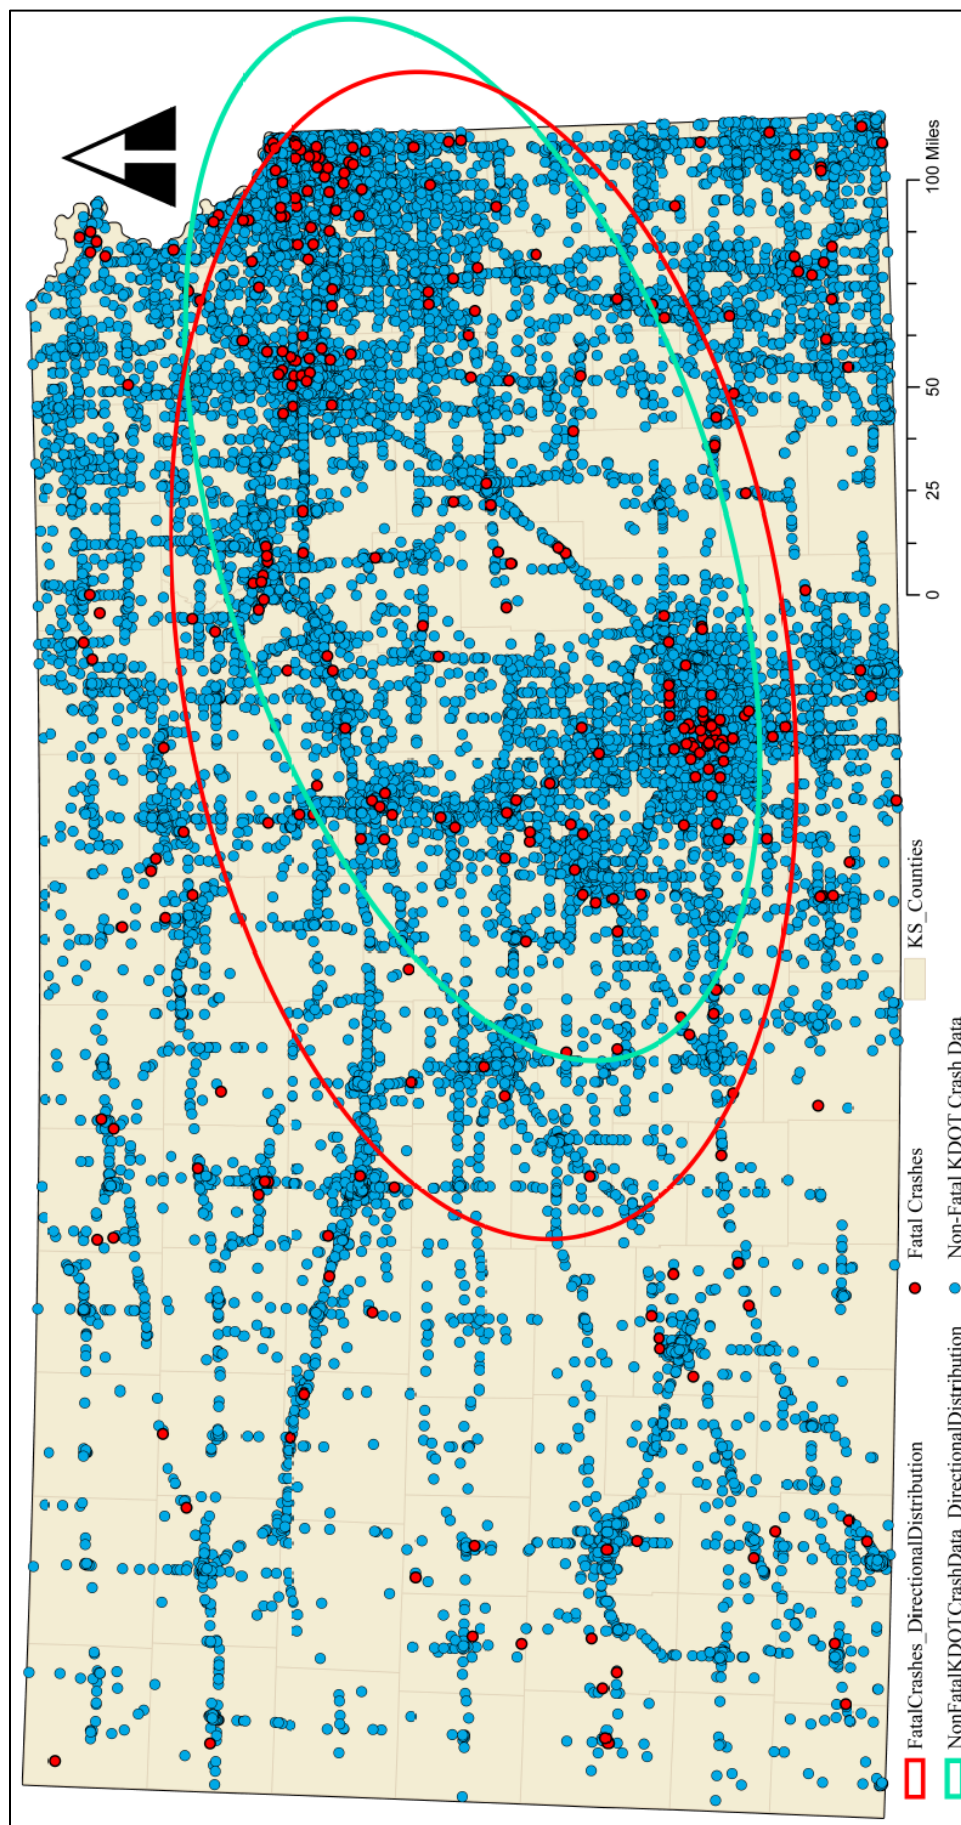 0 25 50 100 Miles
FatalCrashes_DirectionalDistribution Fatal Crashes KS_Counties
NonFatalKDOTCrashData_DirectionalDistribution Non-Fatal KDOT Crash Data